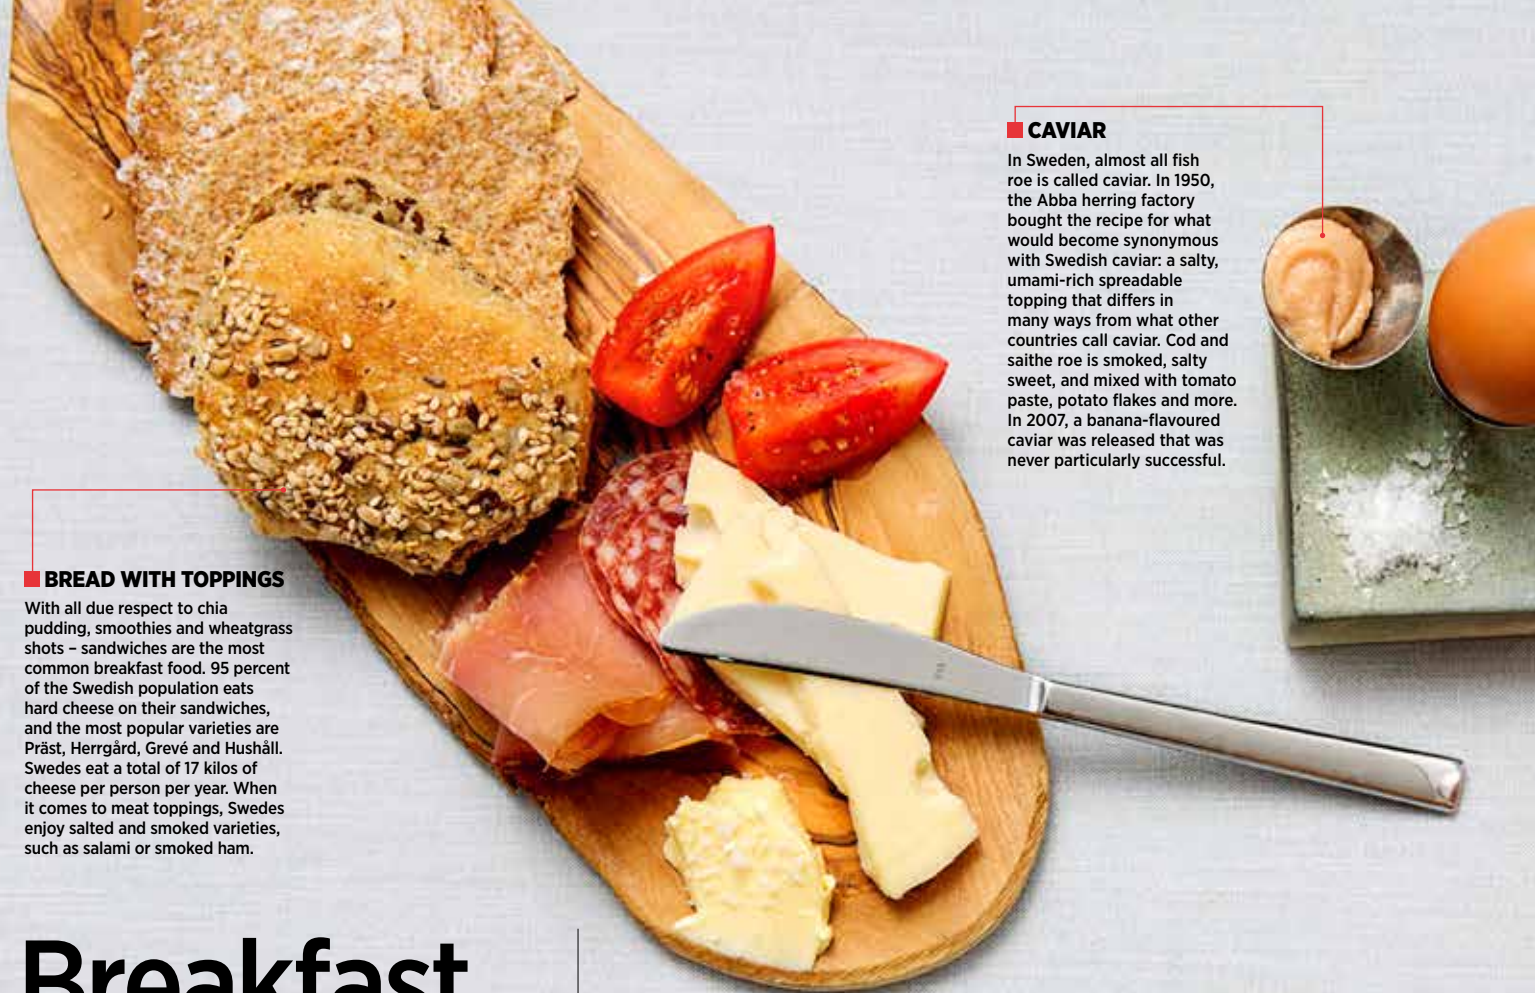 CAVIAR
In Sweden, almost all fish
roe is called caviar. In 1950,
the Abba herring factory
bought the recipe for what
would become synonymous
with Swedish caviar: a salty,
umami-rich spreadable
topping that differs in
many ways from what other
countries call caviar. Cod and
saithe roe is smoked, salty
sweet, and mixed with tomato
paste, potato flakes and more.
In 2007, a banana-flavoured
caviar was released that was
never particularly successful.
BREAD WITH TOPPINGS
With all due respect to chia
pudding, smoothies and wheatgrass
shots – sandwiches are the most
common breakfast food. 95 percent
of the Swedish population eats
hard cheese on their sandwiches,
and the most popular varieties are
Präst, Herrgård, Grevé and Hushåll.
Swedes eat a total of 17 kilos of
cheese per person per year. When
it comes to meat toppings, Swedes
enjoy salted and smoked varieties,
such as salami or smoked ham.
Breakfast